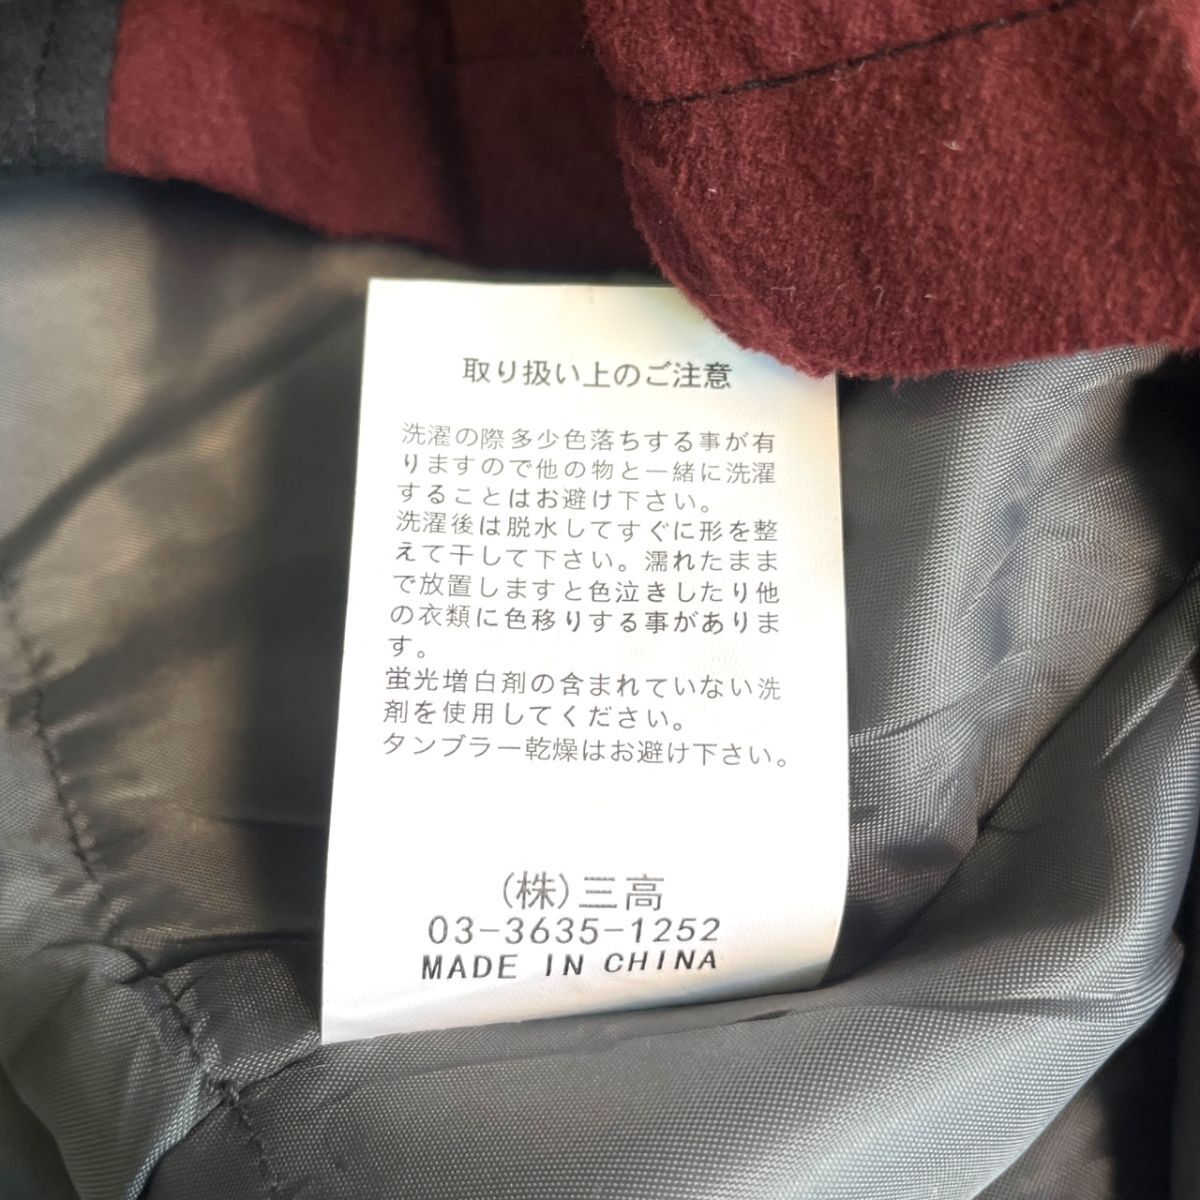 取り扱い上のご注意
洗濯の際多少色落ちする事が有
りますので他の物と一緒に洗濯
することはお避け下さい。
洗濯後は脱水してすぐに形を整
えて干して下さい。濡れたまま
で放置しますと色泣きしたり他
の衣類に色移りする事がありま
す。
蛍光増白剤の含まれていない洗
剤を使用してください。
タンブラー乾燥はお避け下さい。
(株)三高
03-3635-1252
MADE IN CHINA